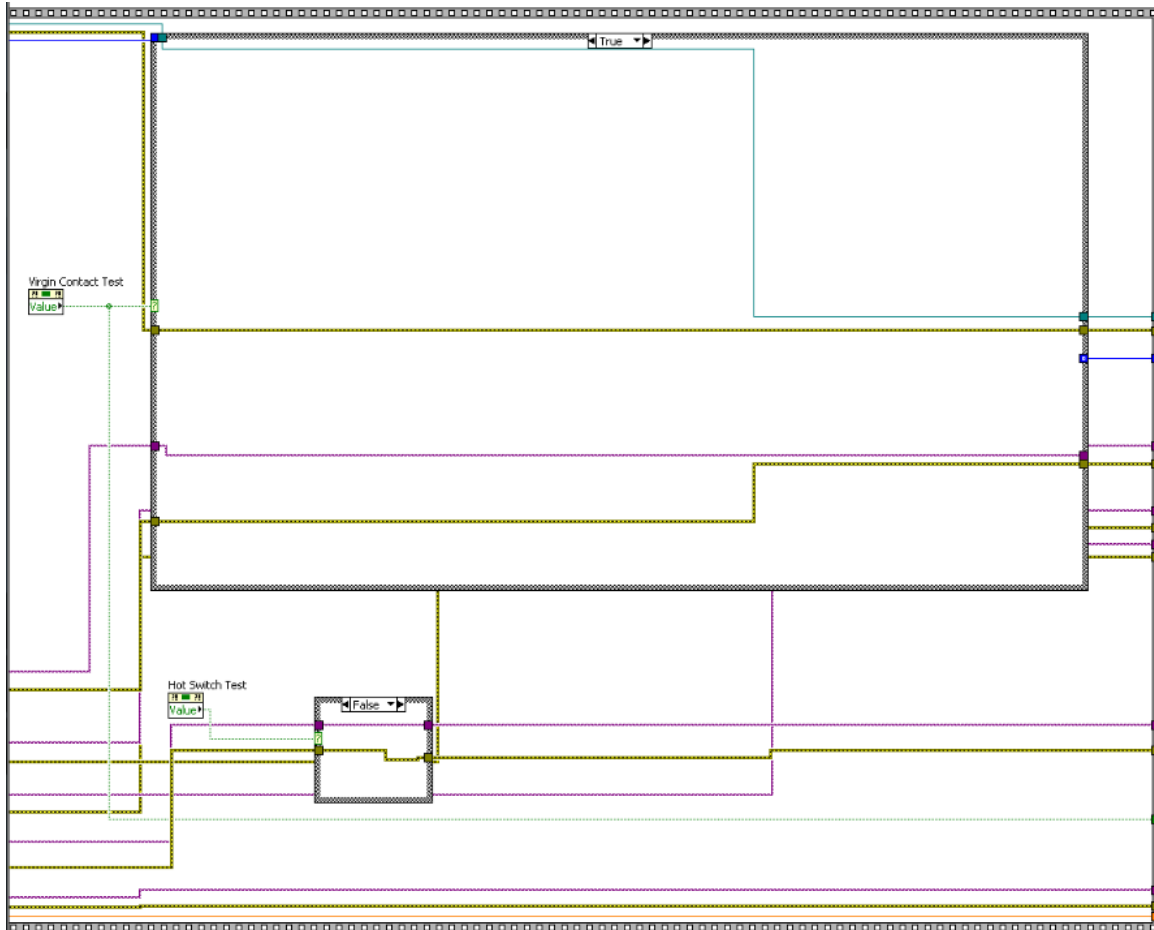 True
Virgin Contact Test
Value
?
Hot Switch Test
Value
False
?